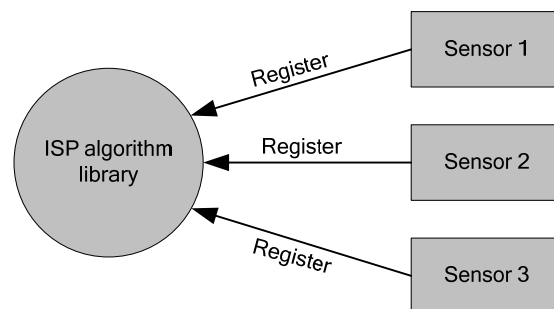 Sensor 1
Register
ISP algorithm
library
Register
Sensor 2
Register
Sensor 3